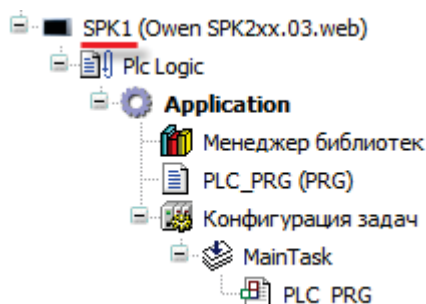 SPK1 (Owen SPK2xx.03.web)
Plc Logic
Application
Менеджер библиотек
PLC_PRG (PRG)
Конфигурация задач
MainTask
PLC_PRG